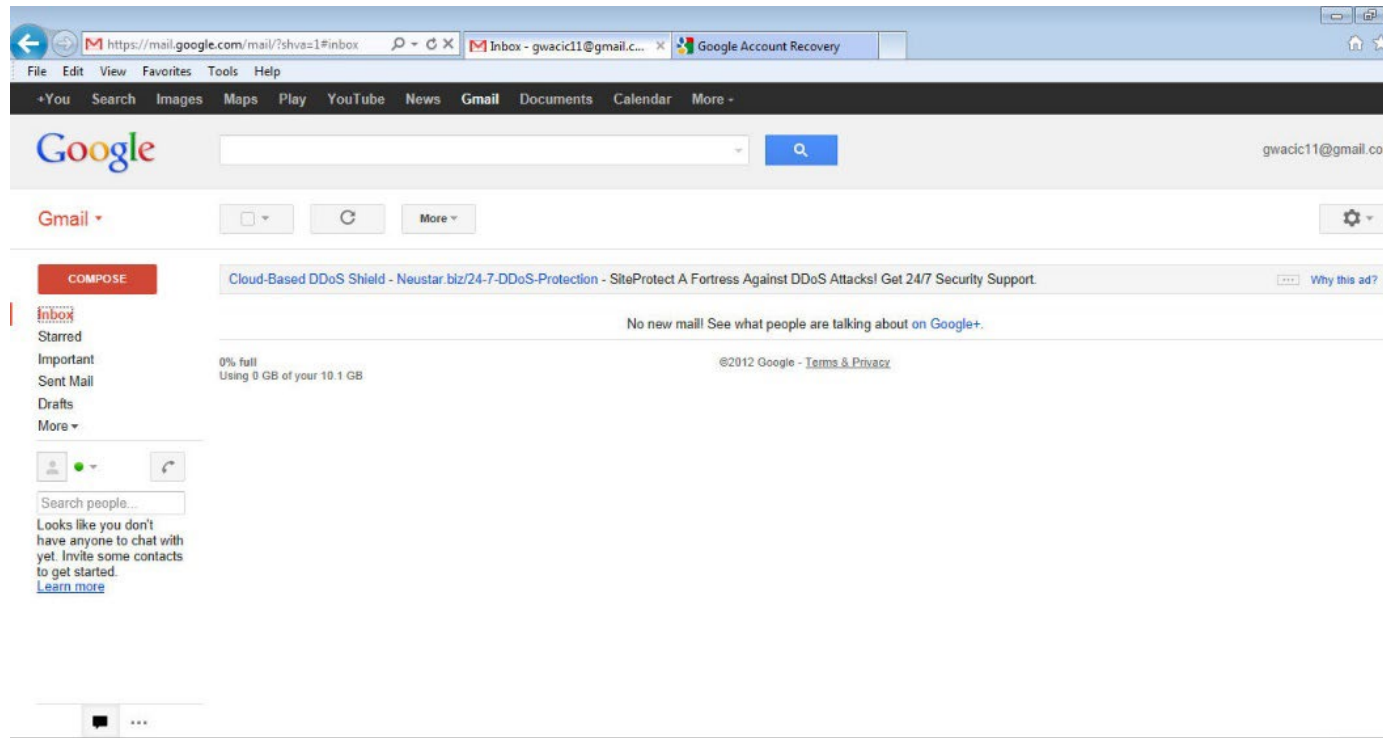 https://mail.google.com/mail/?shva=1#inbox
Inbox - gwacic11@gmail.c...
Google Account Recovery
File Edit View Favorites Tools Help
+You Search Images Maps Play YouTube News Gmail Documents Calendar More
Google
gwacic11@gmail.co
Gmail
More
COMPOSE
Cloud-Based DDoS Shield - Neustar.biz/24-7-DDoS-Protection - SiteProtect A Fortress Against DDoS Attacks! Get 24/7 Security Support.
Why this ad?
Inbox
Starred
Important
Sent Mail
Drafts
More
No new mail! See what people are talking about on Google+.
0% full
Using 0 GB of your 10.1 GB
©2012 Google - Terms & Privacy
Search people...
Looks like you don't
have anyone to chat with
yet. Invite some contacts
to get started.
Learn more